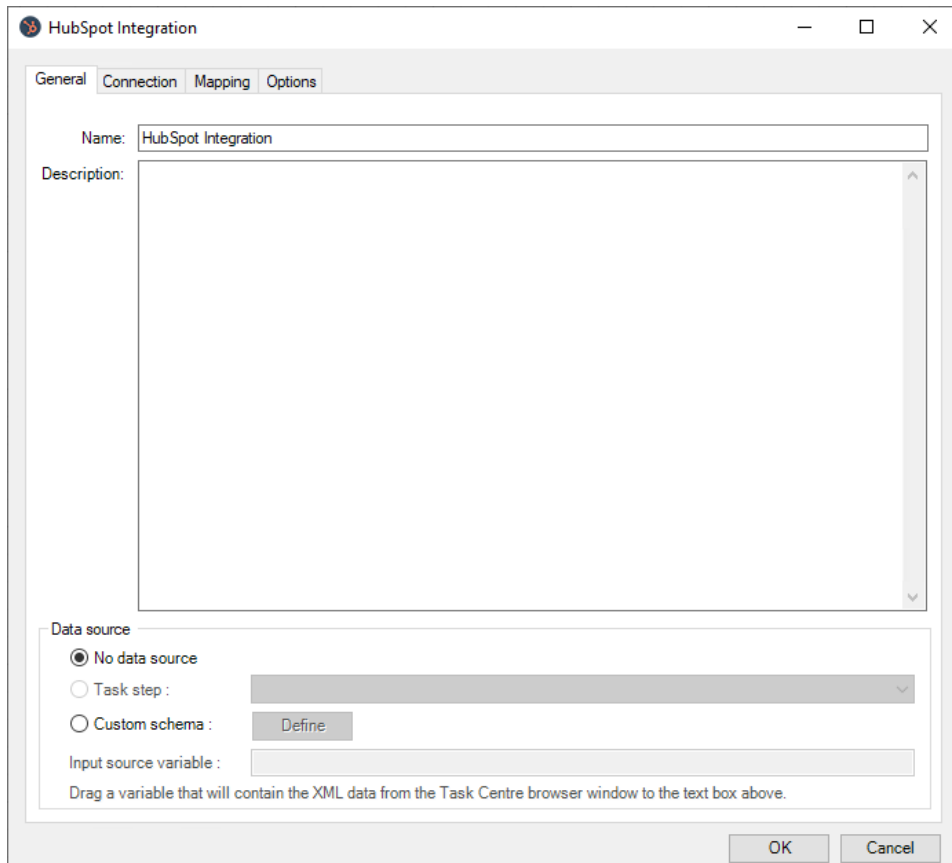 HubSpot Integration
General Connection Mapping Options
Name: HubSpot Integration
Description:
Data source
No data source
Task step :
Custom schema : Define
Input source variable :
Drag a variable that will contain the XML data from the Task Centre browser window to the text box above.
OK Cancel